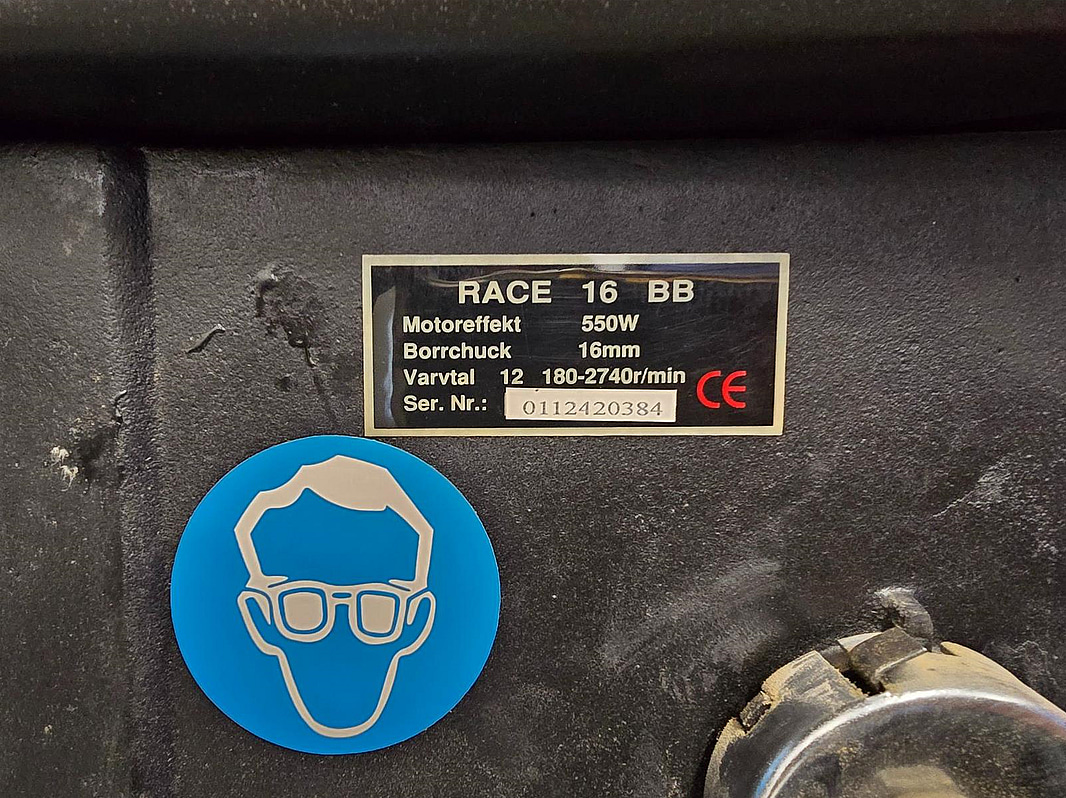 RACE 16 BB
Motoreffekt 550W
Borrchuck 16mm
Varvtal 12 180-2740r/min
Ser. Nr.: 0112420384
CE